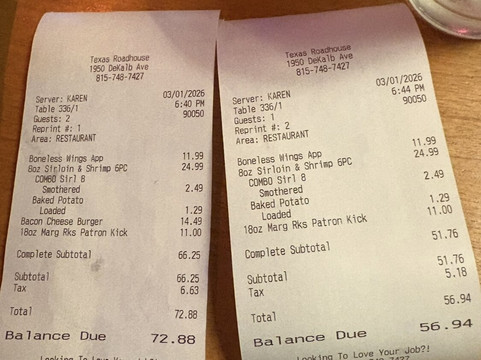 Texas Roadhouse
1950 DeKalb Ave
815-748-7427
Server: KAREN 03/01/2026
Table 336/1 6:40 PM
Guests: 2 90050
Reprint #: 1
Area: RESTAURANT
Boneless Wings App 11.99
8oz Sirloin & Shrimp 6PC 24.99
COMBO Sirl 8
Smothered 2.49
Baked Potato
Loaded 1.29
Bacon Cheese Burger 14.49
18oz Marg Rks Patron Kick 11.00
Complete Subtotal 66.25
Subtotal 66.25
Tax 6.63
Total 72.88
Balance Due 72.88
Looking To Love Your
Texas Roadhouse
1950 DeKalb Ave
815-748-7427
Server: KAREN 03/01/2026
Table 336/1 6:44 PM
Guests: 1 90050
Reprint #: 2
Area: RESTAURANT
Boneless Wings App 11.99
8oz Sirloin & Shrimp 6PC 24.99
COMBO Sirl 8
Smothered 2.49
Baked Potato
Loaded 1.29
18oz Marg Rks Patron Kick 11.00
Complete Subtotal 51.76
Subtotal 51.76
Tax 5.18
Total 56.94
Balance Due 56.94
Looking To Love Your Job?!